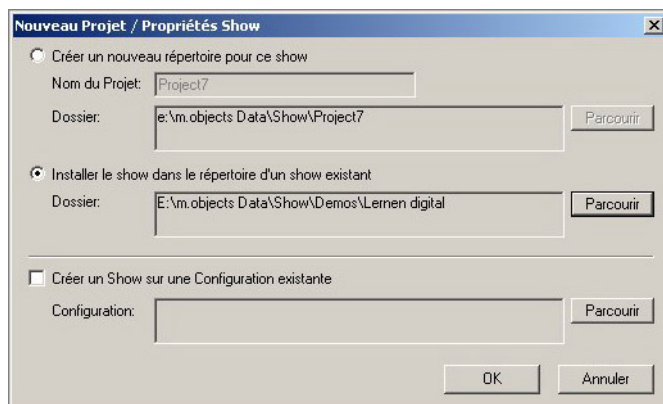 Nouveau Projet / Propriétés Show
Créer un nouveau répertoire pour ce show
Nom du Projet: Project7
Dossier: e:\m.objects Data\Show\Project7 Parcourir
Installer le show dans le répertoire d'un show existant
Dossier: E:\m.objects Data\Show\Demos\Lernen digital Parcourir
Créer un Show sur une Configuration existante
Configuration: Parcourir
OK Annuler